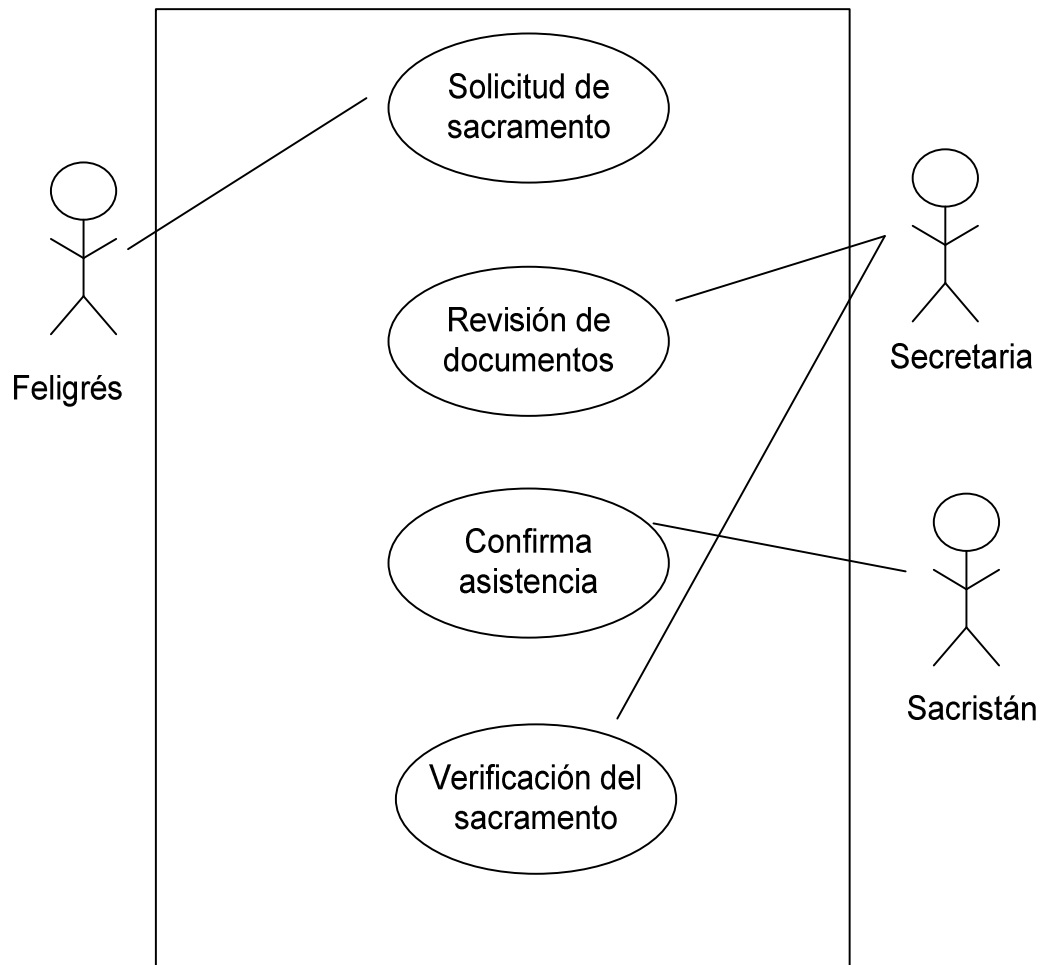 Solicitud de
sacramento
Feligrés
Revisión de
documentos
Secretaria
Confirma
asistencia
Sacristán
Verificación del
sacramento